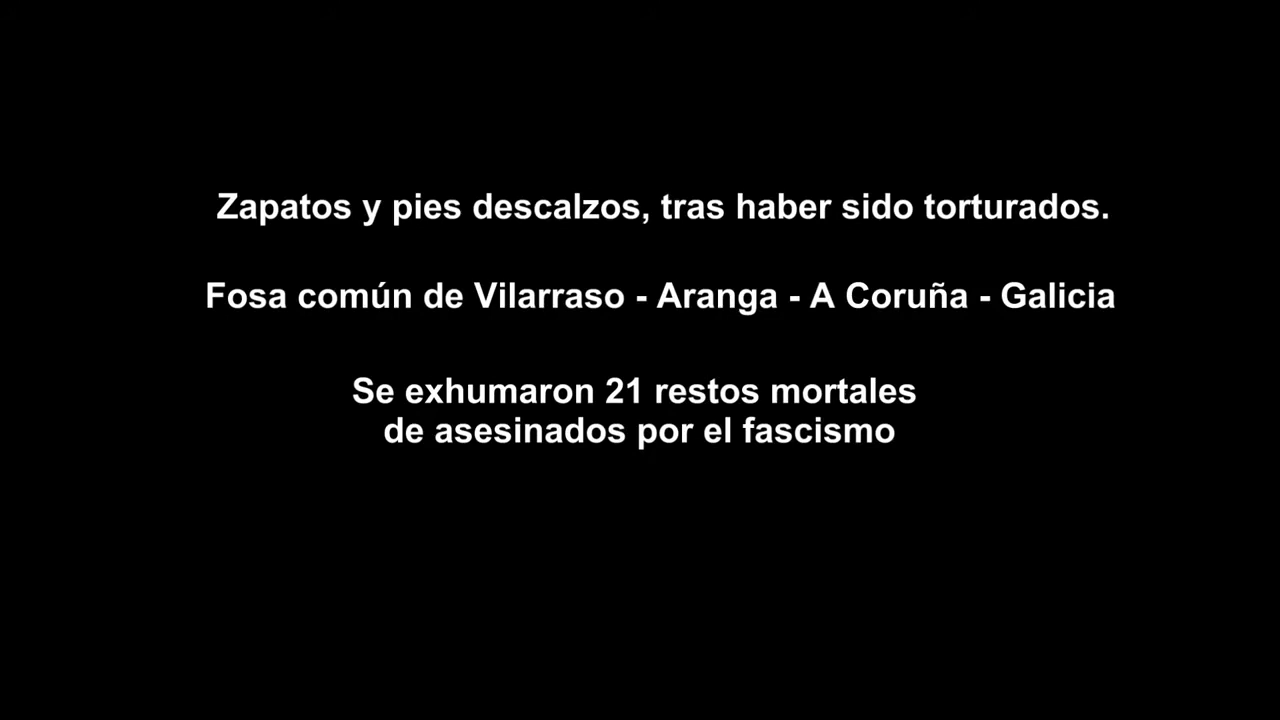 Zapatos y pies descalzos, tras haber sido torturados.
Fosa común de Vilarraso - Aranga - A Coruña - Galicia
Se exhumaron 21 restos mortales
de asesinados por el fascismo